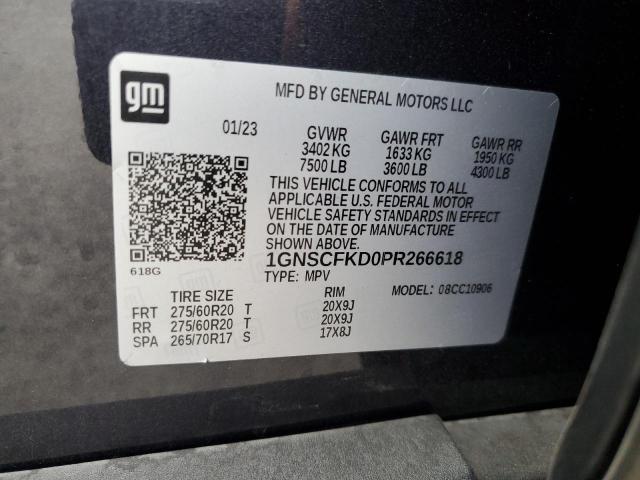 gm
MFD BY GENERAL MOTORS LLC
01/23 GVWR GAWR FRT GAWR RR
3402 KG 1633 KG 1950 KG
7500 LB 3600 LB 4300 LB
THIS VEHICLE CONFORMS TO ALL
APPLICABLE U.S. FEDERAL MOTOR
VEHICLE SAFETY STANDARDS IN EFFECT
ON THE DATE OF MANUFACTURE
SHOWN ABOVE.
1GNSCFKD0PR266618
618G
TYPE: MPV MODEL: 08CC10906
TIRE SIZE RIM
FRT 275/60R20 T 20X9J
RR 275/60R20 T 20X9J
SPA 265/70R17 S 17X8J